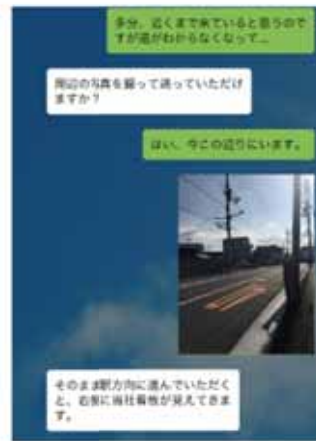 多分、近くまで来ていると思うので
すが道がわからなくなって...
周辺の写真を撮って送っていただけ
ますか？
はい、今この辺りにいます。
そのまま駅方向に進んでいただく
と、右側に当社看板が見えてきま
す。